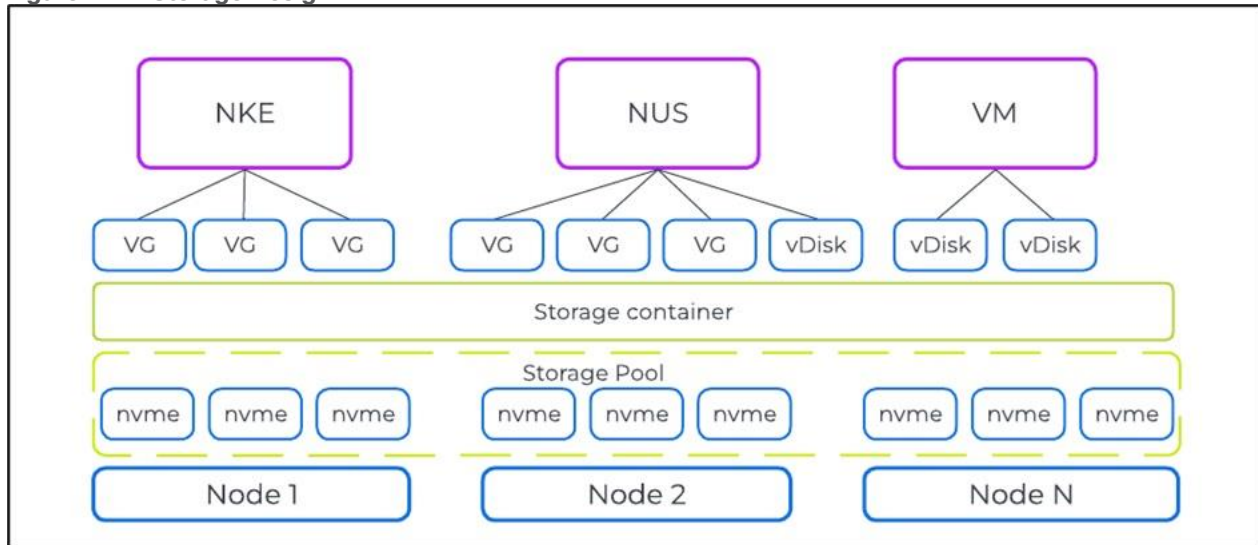 NKE NUS VM
VG VG VG VG VG VG vDisk vDisk vDisk
Storage container
Storage Pool
nvme nvme nvme nvme nvme nvme nvme nvme nvme
Node 1 Node 2 Node N